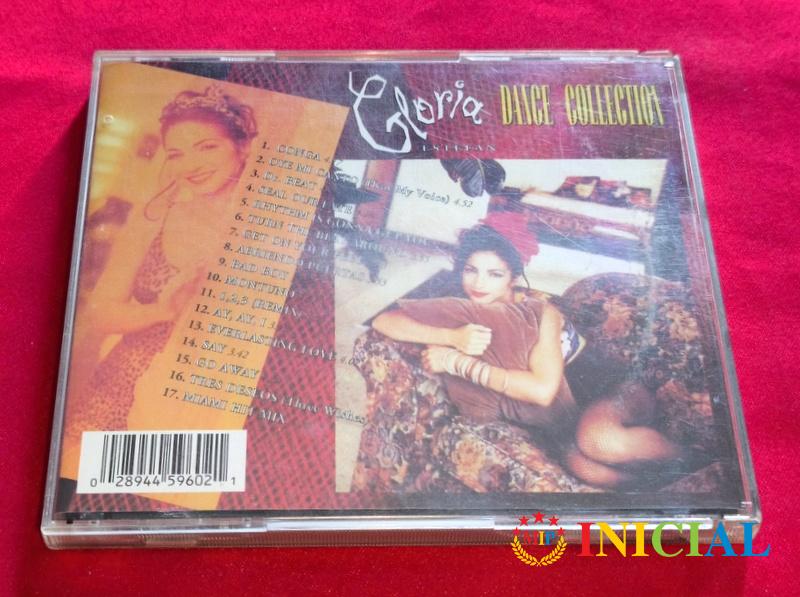 Gloria
ESTEFAN
DANCE COLLECTION
1. CONGA
2. OYE MI CANTO (Hear My Voice) 4.52
3. Dr. BEAT
4. SEAL OUR FATE
5. RHYTHM IS GONNA GET YOU
6. TURN THE BEAT AROUND
7. GET ON YOUR FEET
8. ABRIENDO PUERTAS
9. BAD BOY
10. MONTUNO
11. 1,2,3 (REMIX)
12. AY, AY, I
13. EVERLASTING LOVE 4.0
14. SAY 3.42
15. GO AWAY
16. TRES DESEOS (Three Wishes)
17. MIAMI HIT MIX
0 28944 59602 1
MIP
INICIAL